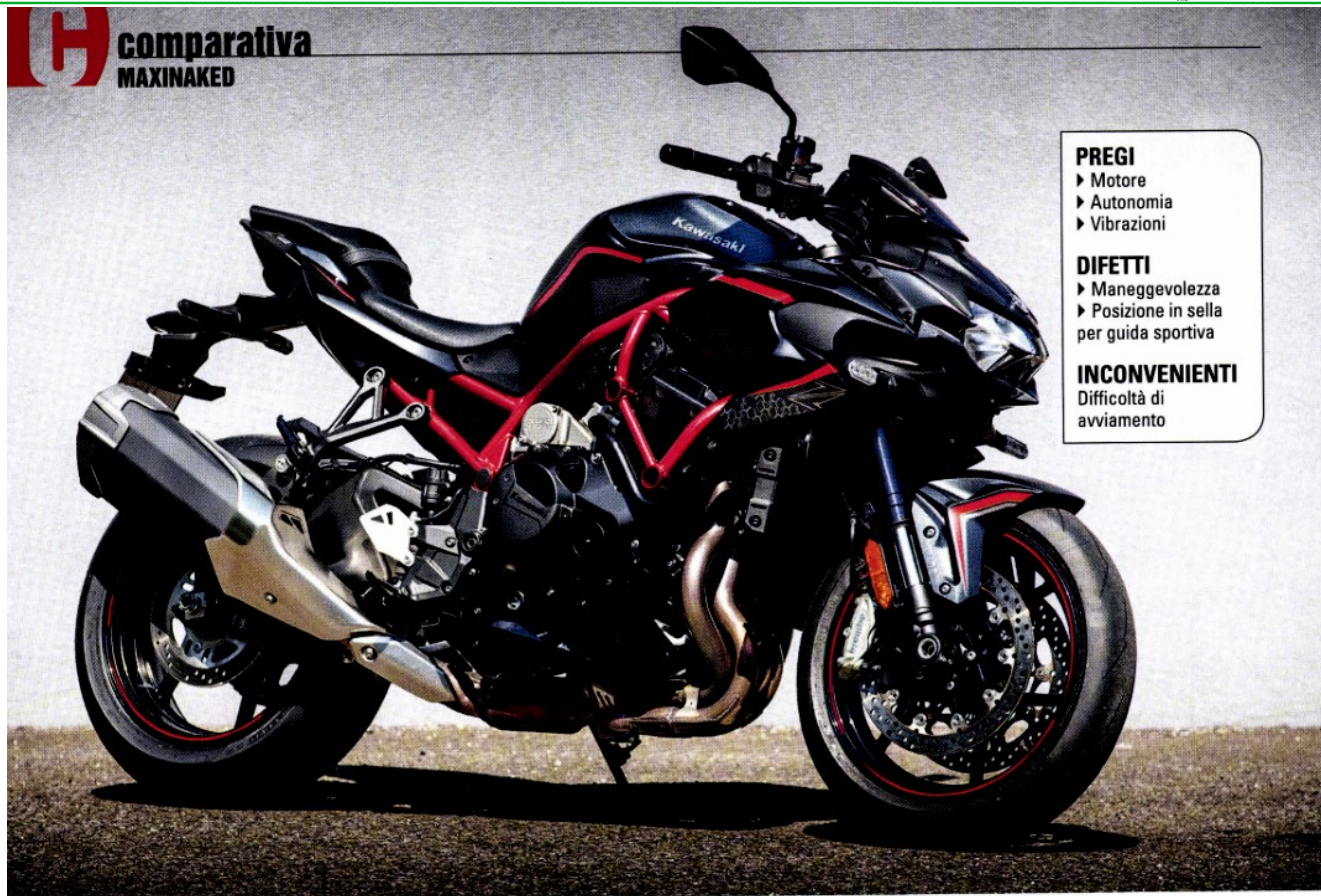 comparativa
MAXINAKED
PREGI
▸ Motore
▸ Autonomia
▸ Vibrazioni
DIFETTI
▸ Maneggevolezza
▸ Posizione in sella
per guida sportiva
INCONVENIENTI
Difficoltà di
avviamento
Kawasaki
brembo